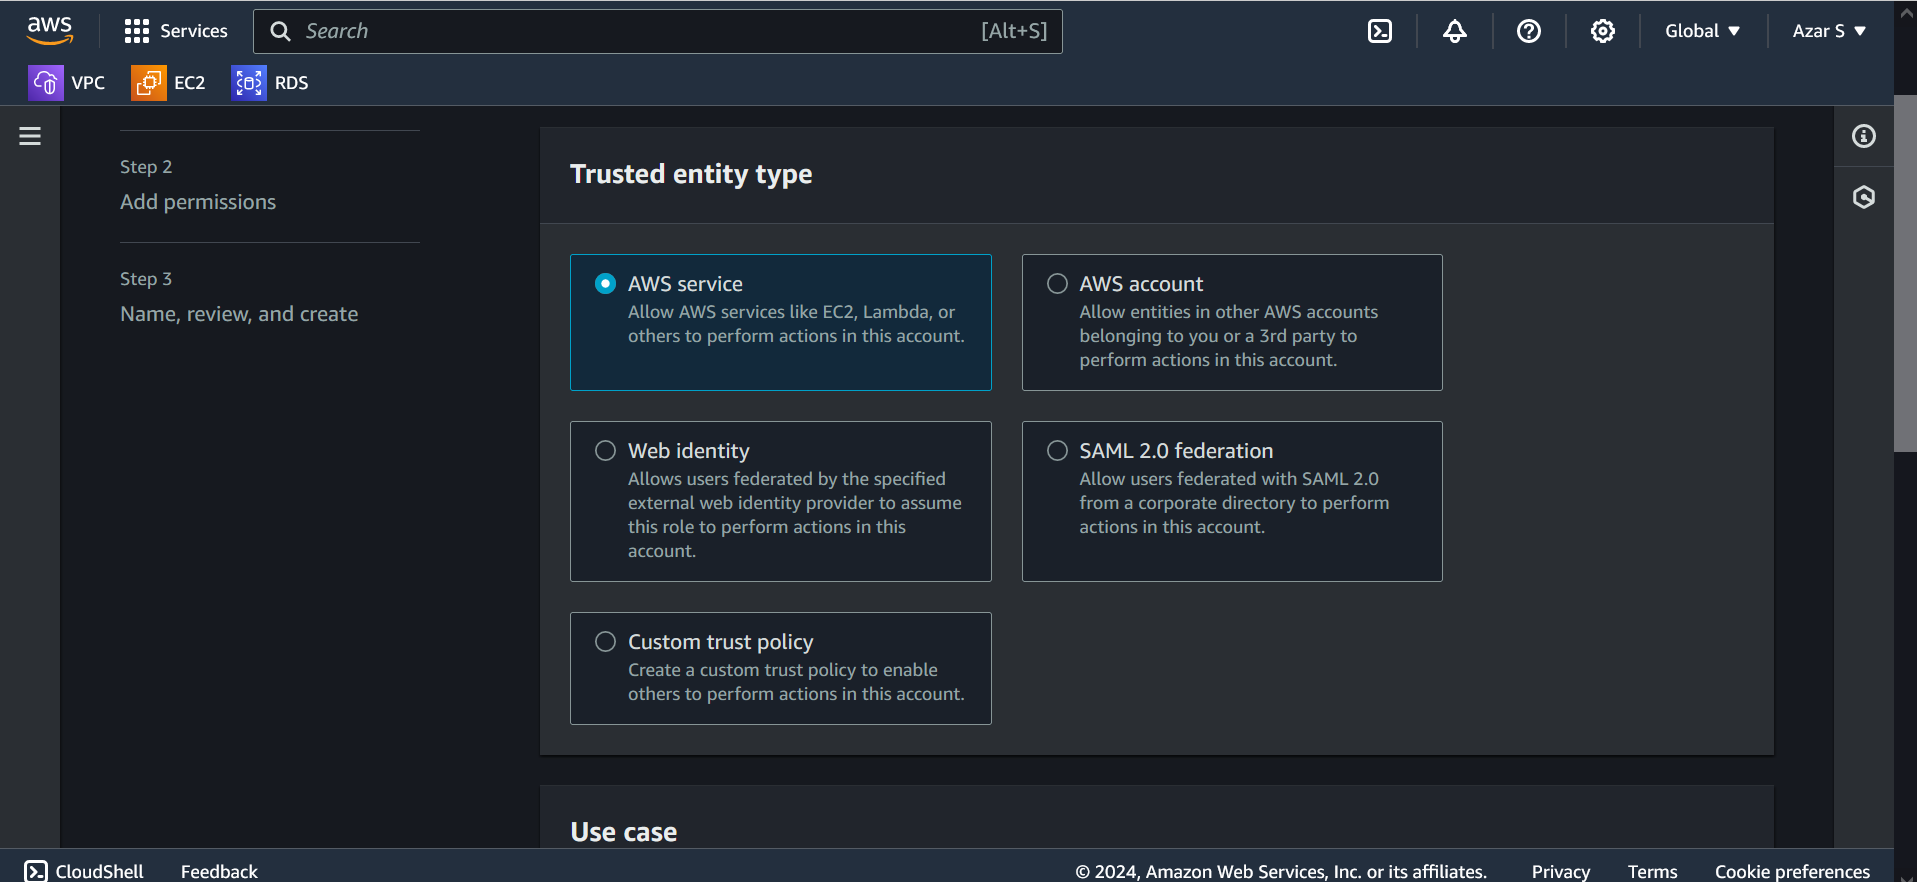 aws Services Search [Alt+S] Global Azar S
VPC EC2 RDS
Step 2
Add permissions
Step 3
Name, review, and create
Trusted entity type
AWS service
Allow AWS services like EC2, Lambda, or
others to perform actions in this account.
AWS account
Allow entities in other AWS accounts
belonging to you or a 3rd party to
perform actions in this account.
Web identity
Allows users federated by the specified
external web identity provider to assume
this role to perform actions in this
account.
SAML 2.0 federation
Allow users federated with SAML 2.0
from a corporate directory to perform
actions in this account.
Custom trust policy
Create a custom trust policy to enable
others to perform actions in this account.
Use case
CloudShell Feedback © 2024, Amazon Web Services, Inc. or its affiliates. Privacy Terms Cookie preferences